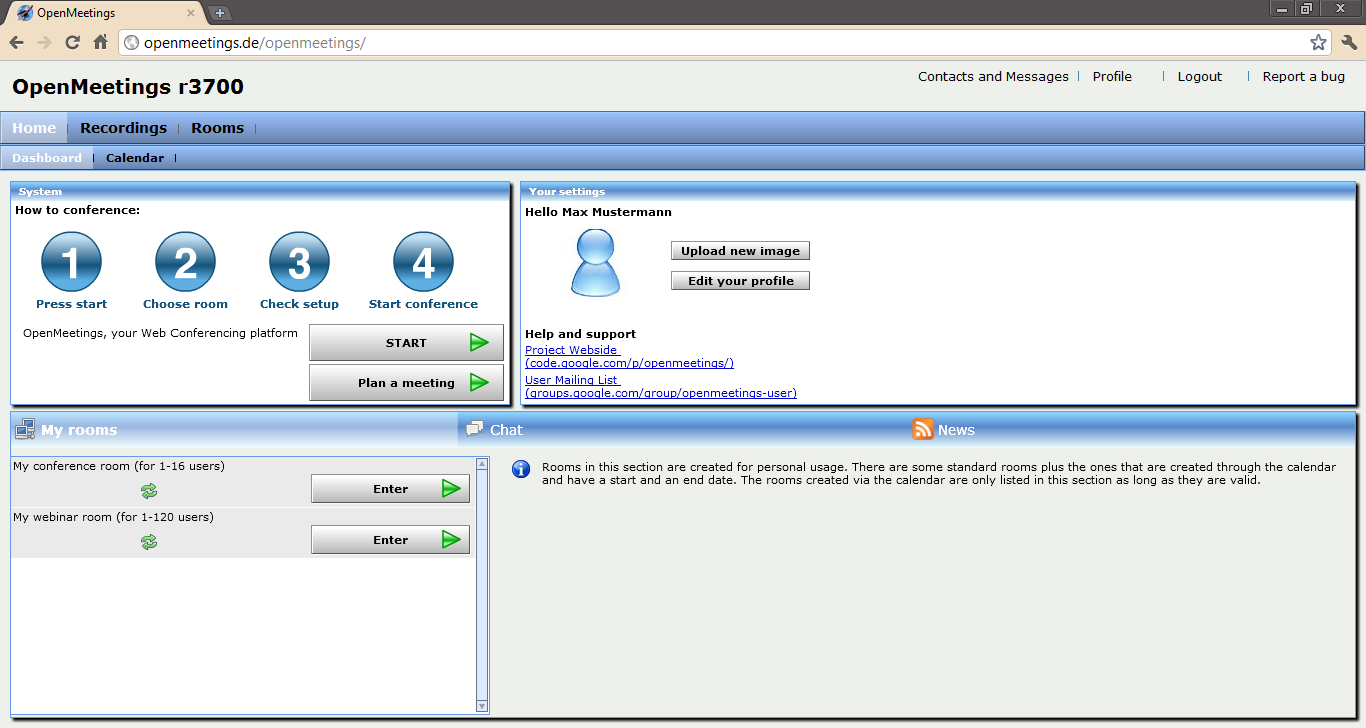 OpenMeetings
openmeetings.de/openmeetings/
OpenMeetings r3700
Contacts and Messages
Profile
Logout
Report a bug
Home
Recordings
Rooms
Dashboard
Calendar
System
How to conference:
1
2
3
4
Press start
Choose room
Check setup
Start conference
OpenMeetings, your Web Conferencing platform
START
Plan a meeting
Your settings
Hello Max Mustermann
Upload new image
Edit your profile
Help and support
Project Webside
(code.google.com/p/openmeetings/)
User Mailing List
(groups.google.com/group/openmeetings-user)
My rooms
Chat
News
My conference room (for 1-16 users)
Enter
My webinar room (for 1-120 users)
Enter
Rooms in this section are created for personal usage. There are some standard rooms plus the ones that are created through the calendar
and have a start and an end date. The rooms created via the calendar are only listed in this section as long as they are valid.